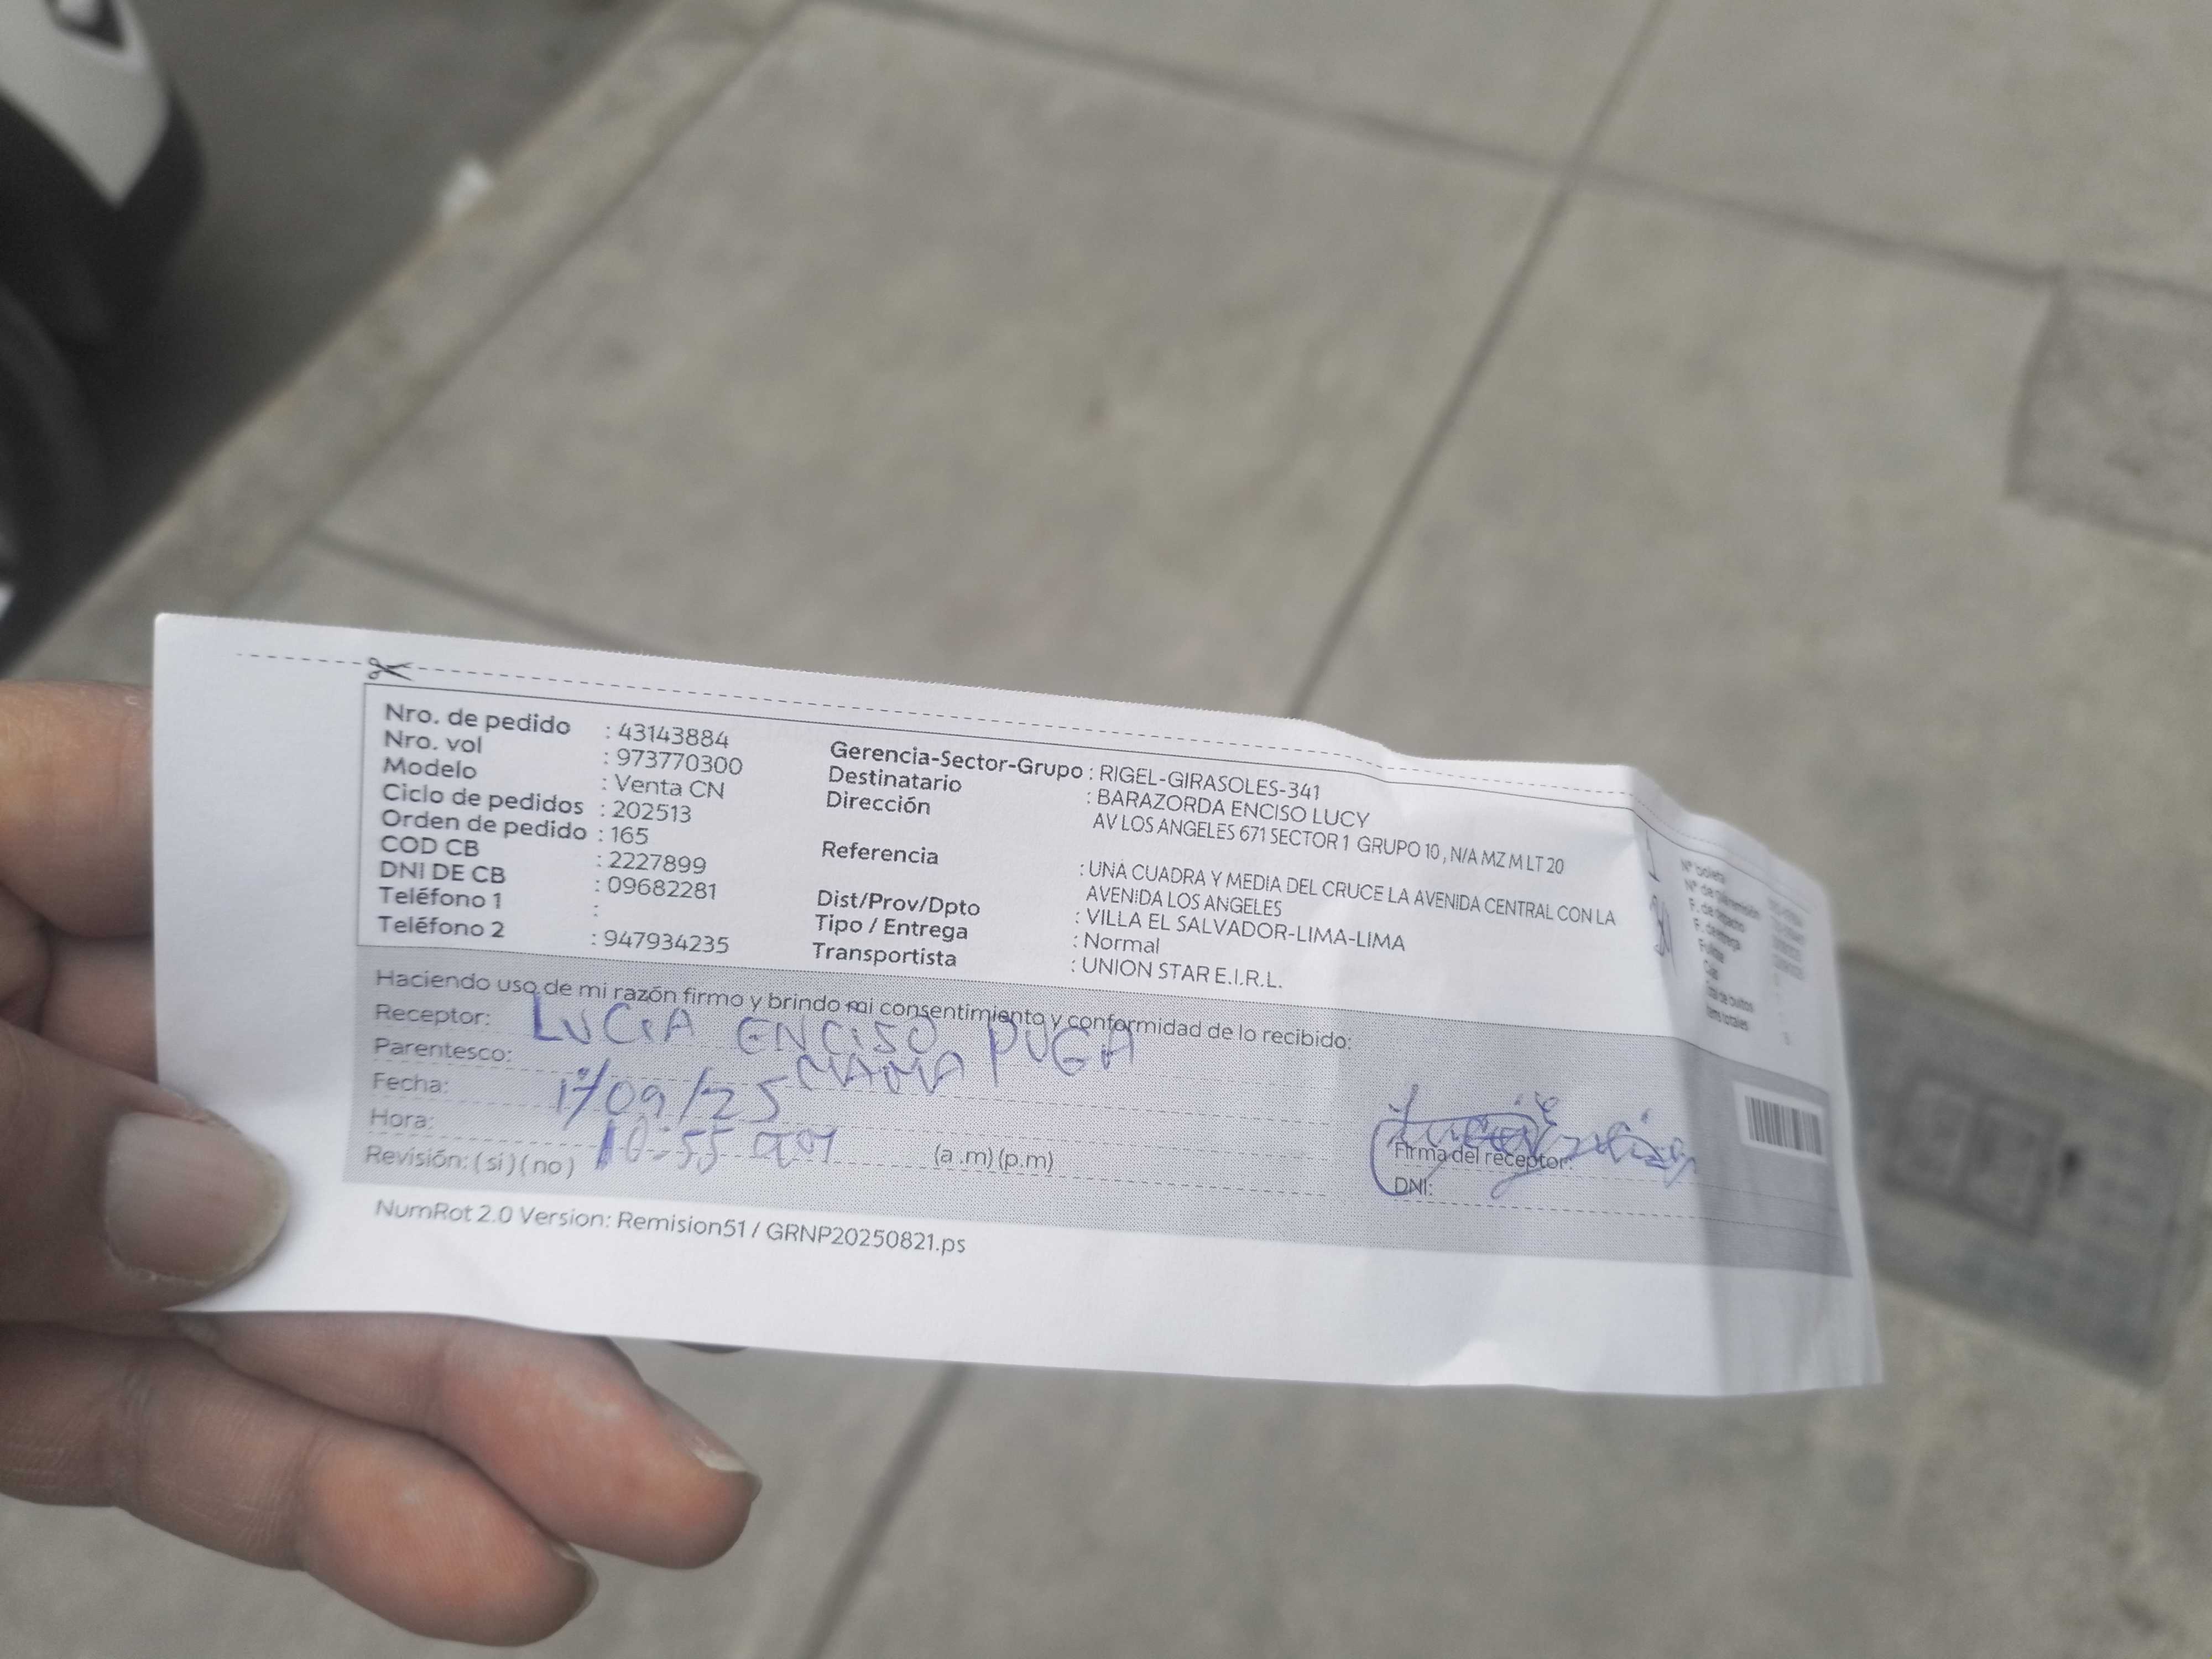 Nro. de pedido : 43143884
Nro. vol : 973770300
Modelo : Venta CN
Ciclo de pedidos : 202513
Orden de pedido : 165
COD CB : 2227899
DNI DE CB : 09682281
Teléfono 1 :
Teléfono 2 : 947934235
Gerencia-Sector-Grupo : RIGEL-GIRASOLES-341
Destinatario : BARAZORDA ENCISO LUCY
Dirección AV LOS ANGELES 671 SECTOR 1 GRUPO 10 , N/A MZ M LT 20
Referencia : UNA CUADRA Y MEDIA DEL CRUCE LA AVENIDA CENTRAL CON LA
AVENIDA LOS ANGELES
Dist/Prov/Dpto : VILLA EL SALVADOR-LIMA-LIMA
Tipo / Entrega : Normal
Transportista : UNION STAR E.I.R.L.
Haciendo uso de mi razón firmo y brindo mi consentimiento y conformidad de lo recibido:
Receptor: LUCIA ENCISO PUGA
Parentesco: MAMA
Fecha: 17/09/25
Hora: 10:55 (a .m) (p.m)
Revisión: ( si ) ( no )
Firma del receptor:
DNI:
NumRot 2.0 Version: Remision51 / GRNP20250821.ps